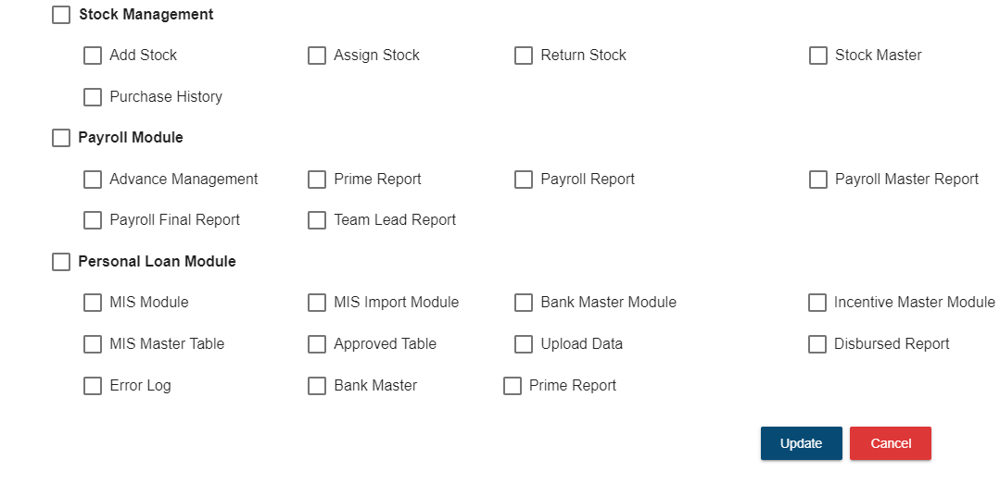 Stock Management
Add Stock Assign Stock Return Stock Stock Master
Purchase History
Payroll Module
Advance Management Prime Report Payroll Report Payroll Master Report
Payroll Final Report Team Lead Report
Personal Loan Module
MIS Module MIS Import Module Bank Master Module Incentive Master Module
MIS Master Table Approved Table Upload Data Disbursed Report
Error Log Bank Master Prime Report
Update Cancel